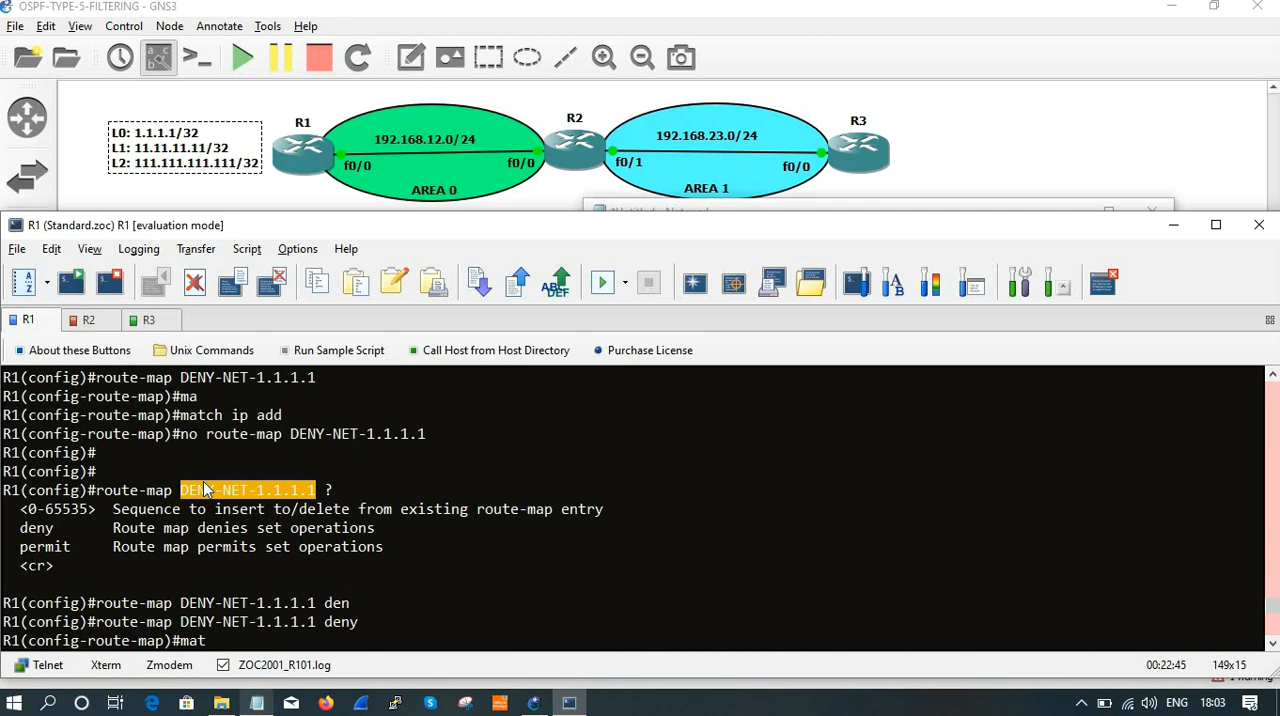 OSPF-TYPE-5-FILTERING - GNS3
File Edit View Control Node Annotate Tools Help
R1
R2
R3
L0: 1.1.1.1/32
L1: 11.11.11.11/32
L2: 111.111.111.111/32
192.168.12.0/24
192.168.23.0/24
f0/0
f0/0
f0/1
f0/0
AREA 0
AREA 1
R1 (Standard.zoc) R1 [evaluation mode]
File Edit View Logging Transfer Script Options Help
R1 R2 R3
About these Buttons Unix Commands Run Sample Script Call Host from Host Directory Purchase License
R1(config)#route-map DENY-NET-1.1.1.1
R1(config-route-map)#ma
R1(config-route-map)#match ip add
R1(config-route-map)#no route-map DENY-NET-1.1.1.1
R1(config)#
R1(config)#
R1(config)#route-map DENY-NET-1.1.1.1 ?
<0-65535> Sequence to insert to/delete from existing route-map entry
deny Route map denies set operations
permit Route map permits set operations
<cr>
R1(config)#route-map DENY-NET-1.1.1.1 den
R1(config)#route-map DENY-NET-1.1.1.1 deny
R1(config-route-map)#mat
Telnet Xterm Zmodem ZOC2001_R101.log 00:22:45 149x15
ENG 18:03